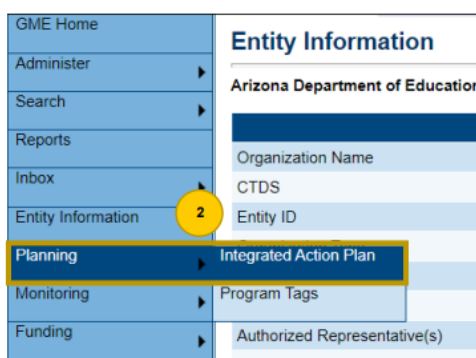 GME Home
Administer
Search
Reports
Inbox
Entity Information
Planning
Monitoring
Funding
2
Integrated Action Plan
Program Tags
Entity Information
Arizona Department of Education
Organization Name
CTDS
Entity ID
Authorized Representative(s)